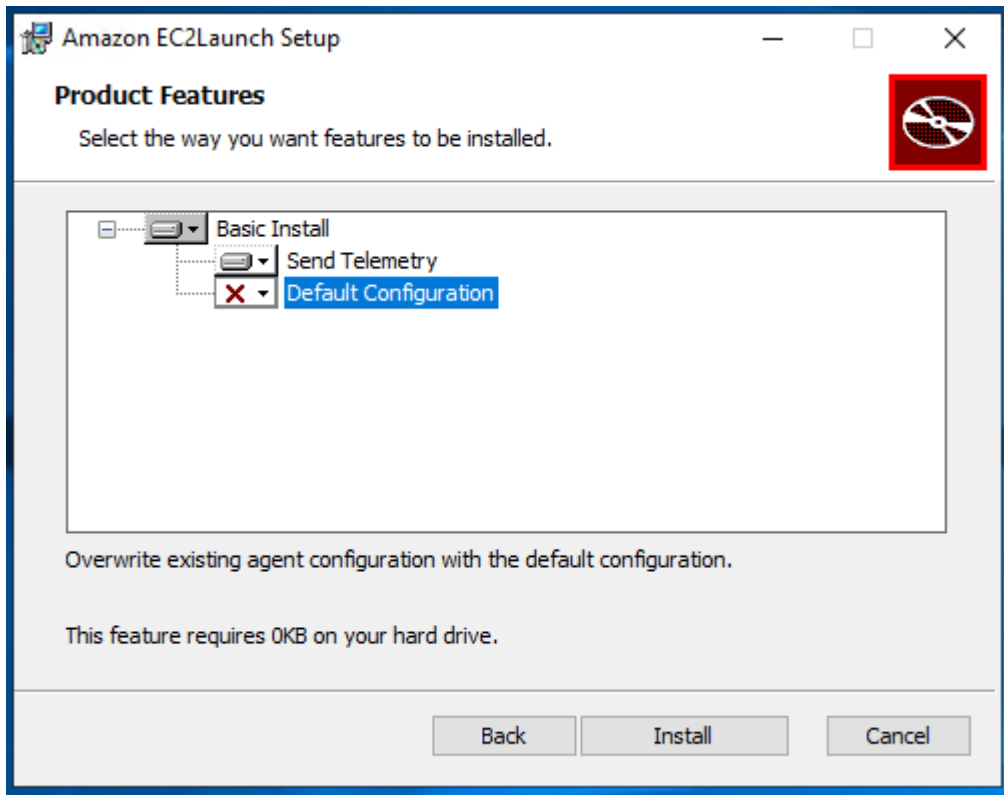 Amazon EC2Launch Setup
Product Features
Select the way you want features to be installed.
Basic Install
Send Telemetry
Default Configuration
Overwrite existing agent configuration with the default configuration.
This feature requires 0KB on your hard drive.
Back Install Cancel